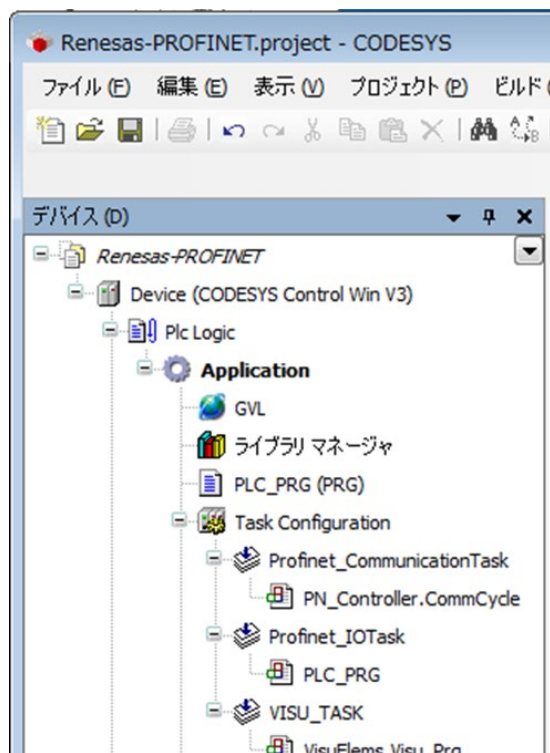 Renesas-PROFINET.project - CODESYS
ファイル (F) 編集 (E) 表示 (V) プロジェクト (P) ビルド
デバイス (D)
Renesas-PROFINET
Device (CODESYS Control Win V3)
Plc Logic
Application
GVL
ライブラリ マネージャ
PLC_PRG (PRG)
Task Configuration
Profinet_CommunicationTask
PN_Controller.CommCycle
Profinet_IOTask
PLC_PRG
VISU_TASK
VisuElems.Visu_Prg